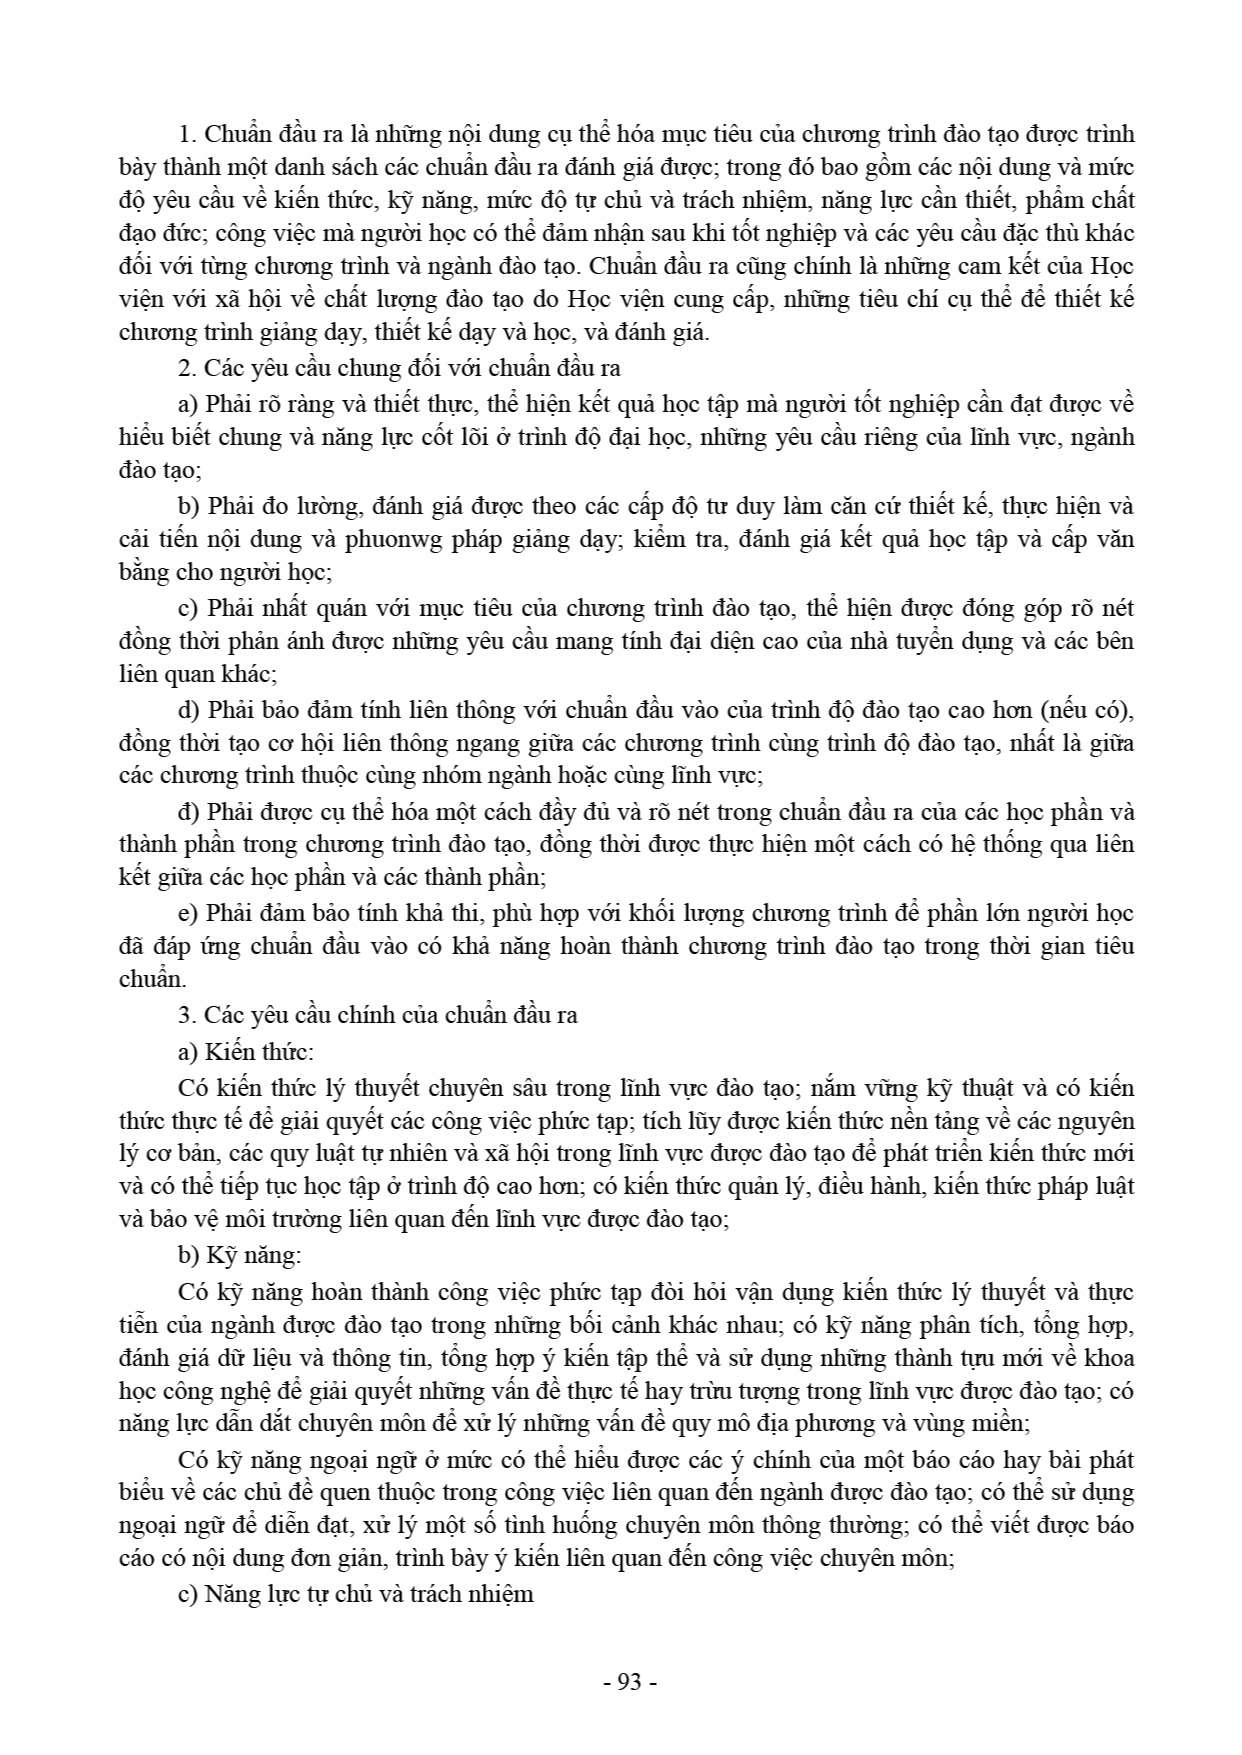 1. Chuẩn đầu ra là những nội dung cụ thể hóa mục tiêu của chương trình đào tạo được trình
bày thành một danh sách các chuẩn đầu ra đánh giá được; trong đó bao gồm các nội dung và mức
độ yêu cầu về kiến thức, kỹ năng, mức độ tự chủ và trách nhiệm, năng lực cần thiết, phẩm chất
đạo đức; công việc mà người học có thể đảm nhận sau khi tốt nghiệp và các yêu cầu đặc thù khác
đối với từng chương trình và ngành đào tạo. Chuẩn đầu ra cũng chính là những cam kết của Học
viện với xã hội về chất lượng đào tạo do Học viện cung cấp, những tiêu chí cụ thể để thiết kế
chương trình giảng dạy, thiết kế dạy và học, và đánh giá.
2. Các yêu cầu chung đối với chuẩn đầu ra
a) Phải rõ ràng và thiết thực, thể hiện kết quả học tập mà người tốt nghiệp cần đạt được về
hiểu biết chung và năng lực cốt lõi ở trình độ đại học, những yêu cầu riêng của lĩnh vực, ngành
đào tạo;
b) Phải đo lường, đánh giá được theo các cấp độ tư duy làm căn cứ thiết kế, thực hiện và
cải tiến nội dung và phuonwg pháp giảng dạy; kiểm tra, đánh giá kết quả học tập và cấp văn
bằng cho người học;
c) Phải nhất quán với mục tiêu của chương trình đào tạo, thể hiện được đóng góp rõ nét
đồng thời phản ánh được những yêu cầu mang tính đại diện cao của nhà tuyển dụng và các bên
liên quan khác;
d) Phải bảo đảm tính liên thông với chuẩn đầu vào của trình độ đào tạo cao hơn (nếu có),
đồng thời tạo cơ hội liên thông ngang giữa các chương trình cùng trình độ đào tạo, nhất là giữa
các chương trình thuộc cùng nhóm ngành hoặc cùng lĩnh vực;
đ) Phải được cụ thể hóa một cách đầy đủ và rõ nét trong chuẩn đầu ra của các học phần và
thành phần trong chương trình đào tạo, đồng thời được thực hiện một cách có hệ thống qua liên
kết giữa các học phần và các thành phần;
e) Phải đảm bảo tính khả thi, phù hợp với khối lượng chương trình để phần lớn người học
đã đáp ứng chuẩn đầu vào có khả năng hoàn thành chương trình đào tạo trong thời gian tiêu
chuẩn.
3. Các yêu cầu chính của chuẩn đầu ra
a) Kiến thức:
Có kiến thức lý thuyết chuyên sâu trong lĩnh vực đào tạo; nắm vững kỹ thuật và có kiến
thức thực tế để giải quyết các công việc phức tạp; tích lũy được kiến thức nền tảng về các nguyên
lý cơ bản, các quy luật tự nhiên và xã hội trong lĩnh vực được đào tạo để phát triển kiến thức mới
và có thể tiếp tục học tập ở trình độ cao hơn; có kiến thức quản lý, điều hành, kiến thức pháp luật
và bảo vệ môi trường liên quan đến lĩnh vực được đào tạo;
b) Kỹ năng:
Có kỹ năng hoàn thành công việc phức tạp đòi hỏi vận dụng kiến thức lý thuyết và thực
tiễn của ngành được đào tạo trong những bối cảnh khác nhau; có kỹ năng phân tích, tổng hợp,
đánh giá dữ liệu và thông tin, tổng hợp ý kiến tập thể và sử dụng những thành tựu mới về khoa
học công nghệ để giải quyết những vấn đề thực tế hay trừu tượng trong lĩnh vực được đào tạo; có
năng lực dẫn dắt chuyên môn để xử lý những vấn đề quy mô địa phương và vùng miền;
Có kỹ năng ngoại ngữ ở mức có thể hiểu được các ý chính của một báo cáo hay bài phát
biểu về các chủ đề quen thuộc trong công việc liên quan đến ngành được đào tạo; có thể sử dụng
ngoại ngữ để diễn đạt, xử lý một số tình huống chuyên môn thông thường; có thể viết được báo
cáo có nội dung đơn giản, trình bày ý kiến liên quan đến công việc chuyên môn;
c) Năng lực tự chủ và trách nhiệm
- 93 -